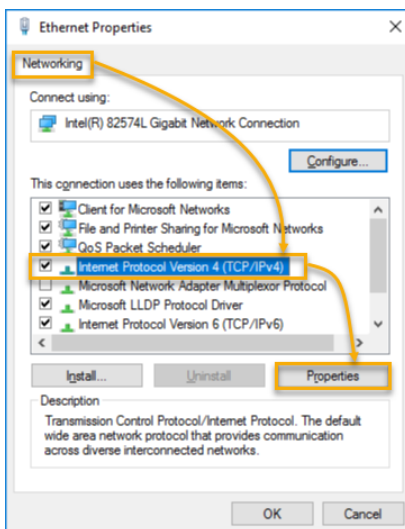 Ethernet Properties
Networking
Connect using:
Intel(R) 82574L Gigabit Network Connection
Configure...
This connection uses the following items:
Client for Microsoft Networks
File and Printer Sharing for Microsoft Networks
QoS Packet Scheduler
Internet Protocol Version 4 (TCP/IPv4)
Microsoft Network Adapter Multiplexor Protocol
Microsoft LLDP Protocol Driver
Internet Protocol Version 6 (TCP/IPv6)
Install...
Uninstall
Properties
Description
Transmission Control Protocol/Internet Protocol. The default
wide area network protocol that provides communication
across diverse interconnected networks.
OK
Cancel